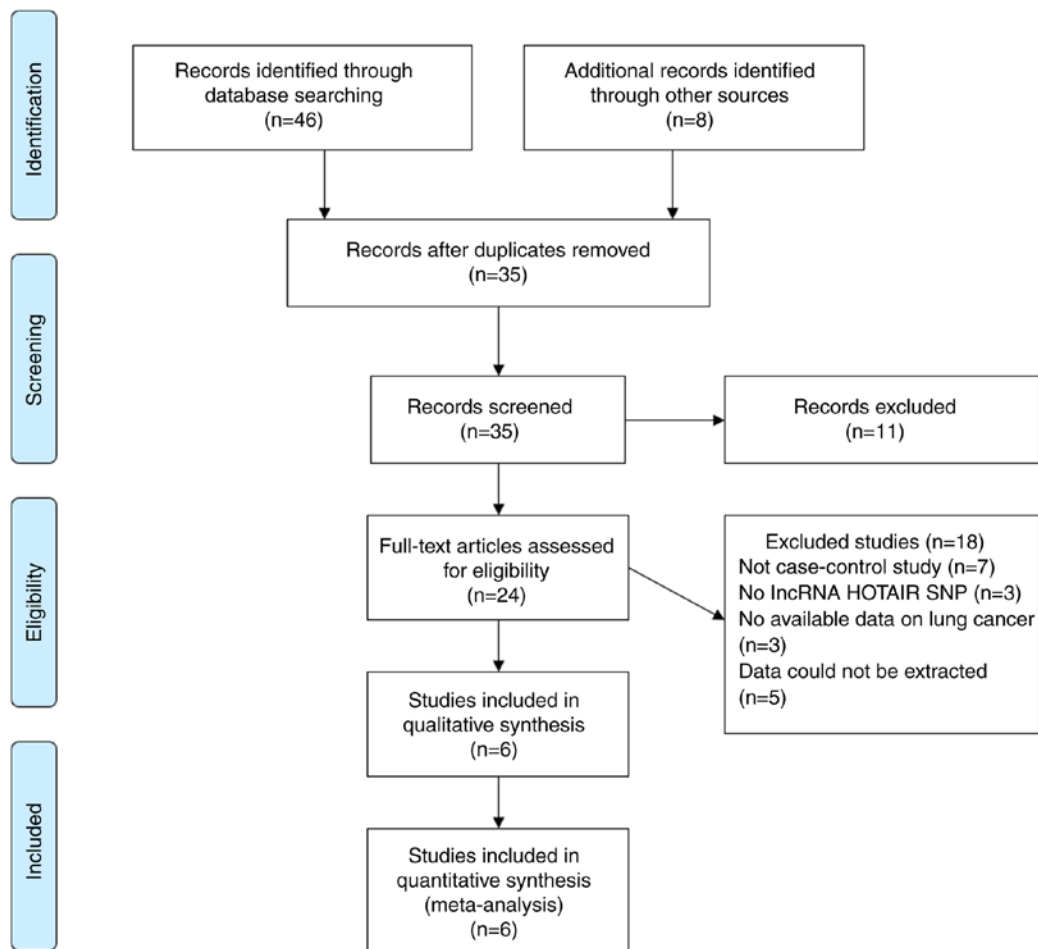 Identification
Records identified through
database searching
(n=46)
Additional records identified
through other sources
(n=8)
Screening
Records after duplicates removed
(n=35)
Records screened
(n=35)
Records excluded
(n=11)
Eligibility
Full-text articles assessed
for eligibility
(n=24)
Excluded studies (n=18)
Not case-control study (n=7)
No lncRNA HOTAIR SNP (n=3)
No available data on lung cancer
(n=3)
Data could not be extracted
(n=5)
Studies included in
qualitative synthesis
(n=6)
Included
Studies included in
quantitative synthesis
(meta-analysis)
(n=6)